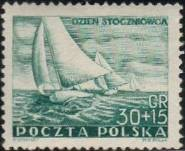 DZIEŃ STOCZNIOWCA
GR
30+15
POCZTA POLSKA